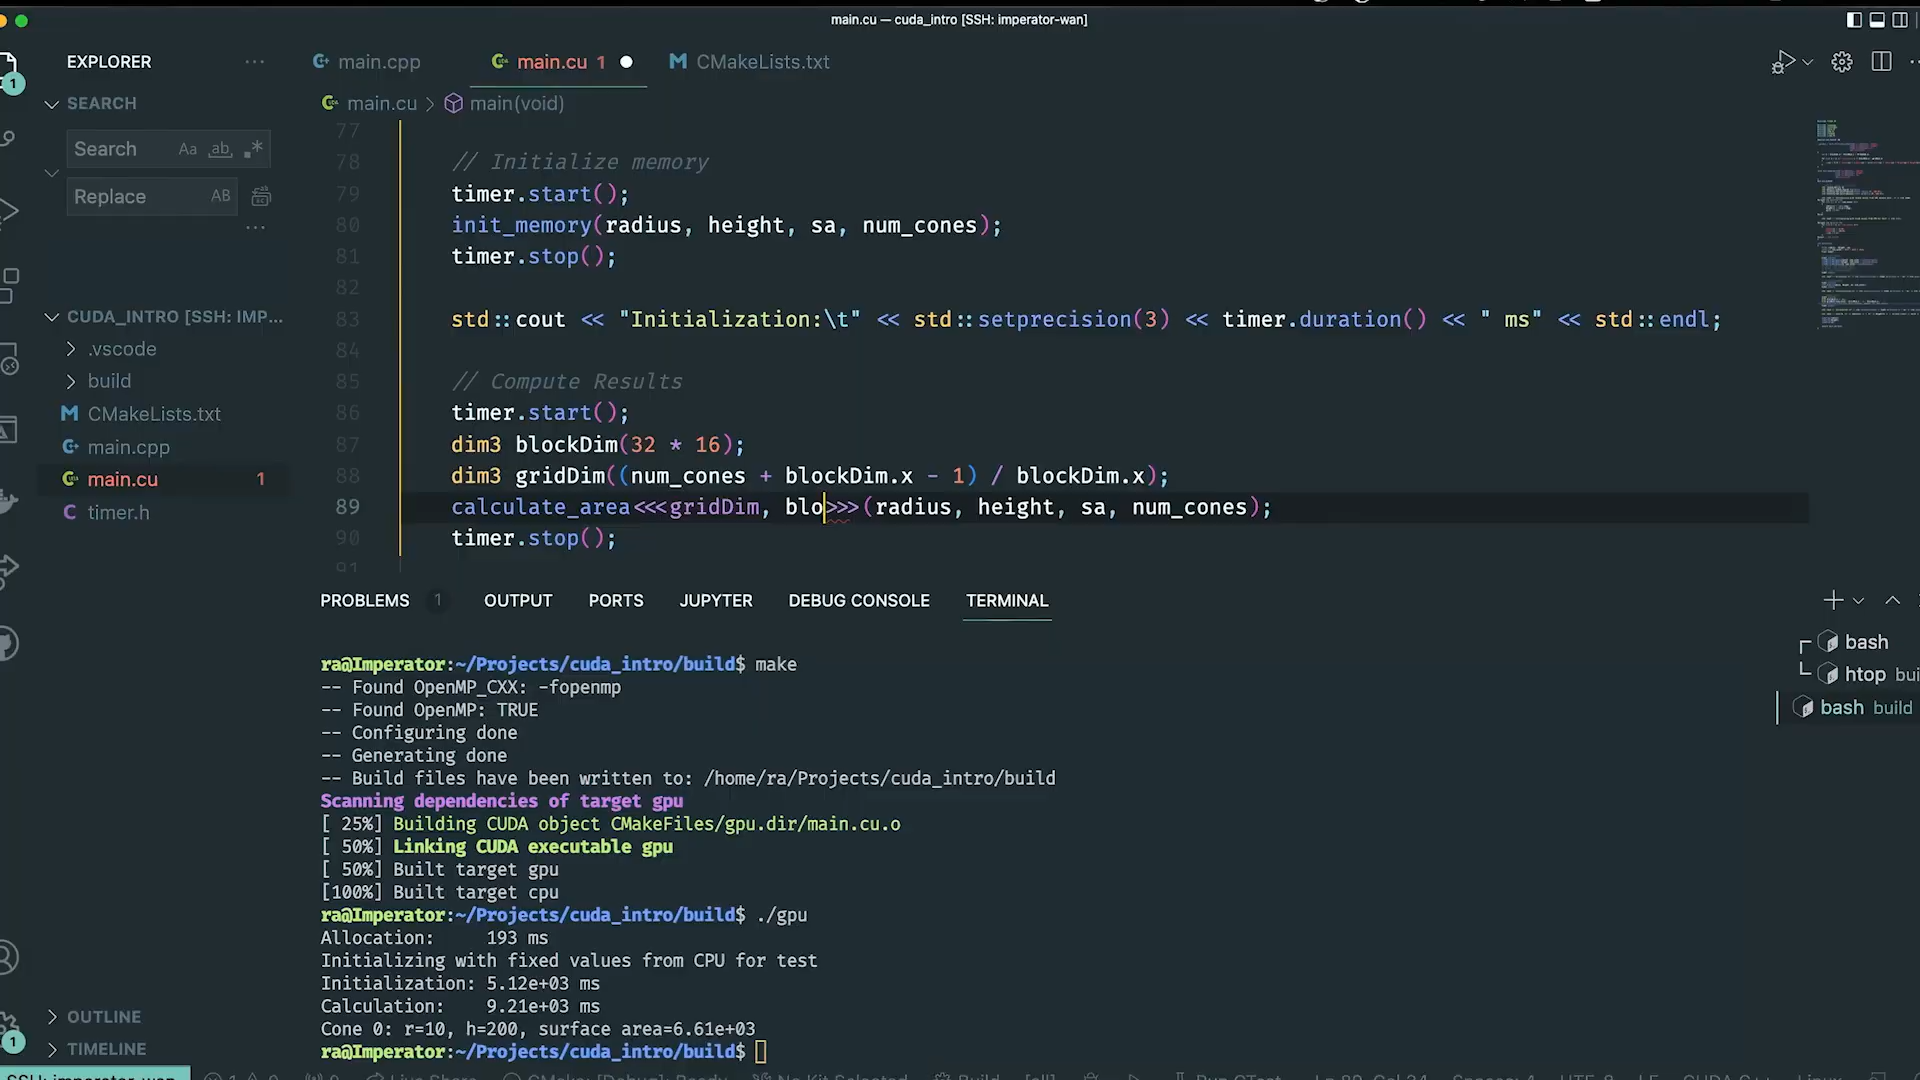 main.cu — cuda_intro [SSH: imperator-wan]
EXPLORER
main.cpp
main.cu 1
CMakeLists.txt
1
SEARCH
main.cu > main(void)
Search Aa ab .*
Replace AB
CUDA_INTRO [SSH: IMP...
.vscode
build
CMakeLists.txt
main.cpp
main.cu 1
timer.h
77
78 // Initialize memory
79 timer.start();
80 init_memory(radius, height, sa, num_cones);
81 timer.stop();
82
83 std::cout << "Initialization:\t" << std::setprecision(3) << timer.duration() << " ms" << std::endl;
84
85 // Compute Results
86 timer.start();
87 dim3 blockDim(32 * 16);
88 dim3 gridDim((num_cones + blockDim.x - 1) / blockDim.x);
89 calculate_area<<<gridDim, blo>>>(radius, height, sa, num_cones);
90 timer.stop();
91
PROBLEMS 1 OUTPUT PORTS JUPYTER DEBUG CONSOLE TERMINAL
ra@Imperator:~/Projects/cuda_intro/build$ make
-- Found OpenMP_CXX: -fopenmp
-- Found OpenMP: TRUE
-- Configuring done
-- Generating done
-- Build files have been written to: /home/ra/Projects/cuda_intro/build
Scanning dependencies of target gpu
[ 25%] Building CUDA object CMakeFiles/gpu.dir/main.cu.o
[ 50%] Linking CUDA executable gpu
[ 50%] Built target gpu
[100%] Built target cpu
ra@Imperator:~/Projects/cuda_intro/build$ ./gpu
Allocation: 193 ms
Initializing with fixed values from CPU for test
Initialization: 5.12e+03 ms
Calculation: 9.21e+03 ms
Cone 0: r=10, h=200, surface area=6.61e+03
ra@Imperator:~/Projects/cuda_intro/build$
bash
htop bui
bash build
OUTLINE
1
TIMELINE
SSH: imperator-wan